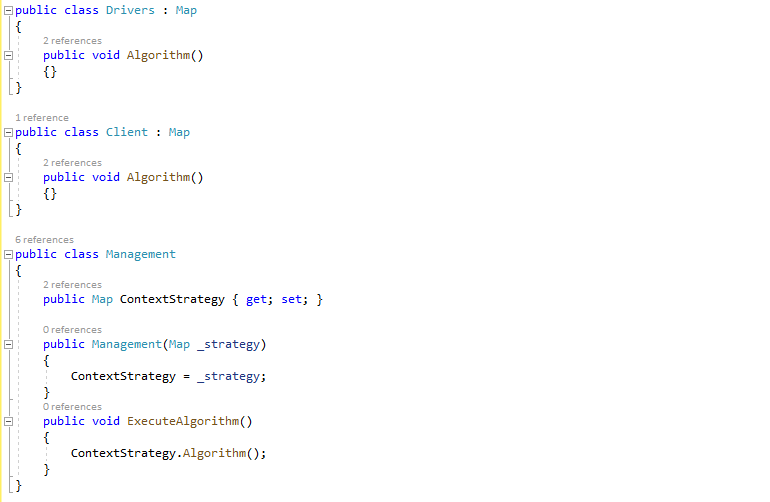 public class Drivers : Map
{
2 references
public void Algorithm()
{}
}
1 reference
public class Client : Map
{
2 references
public void Algorithm()
{}
}
6 references
public class Management
{
2 references
public Map ContextStrategy { get; set; }
0 references
public Management(Map _strategy)
{
ContextStrategy = _strategy;
}
0 references
public void ExecuteAlgorithm()
{
ContextStrategy.Algorithm();
}
}